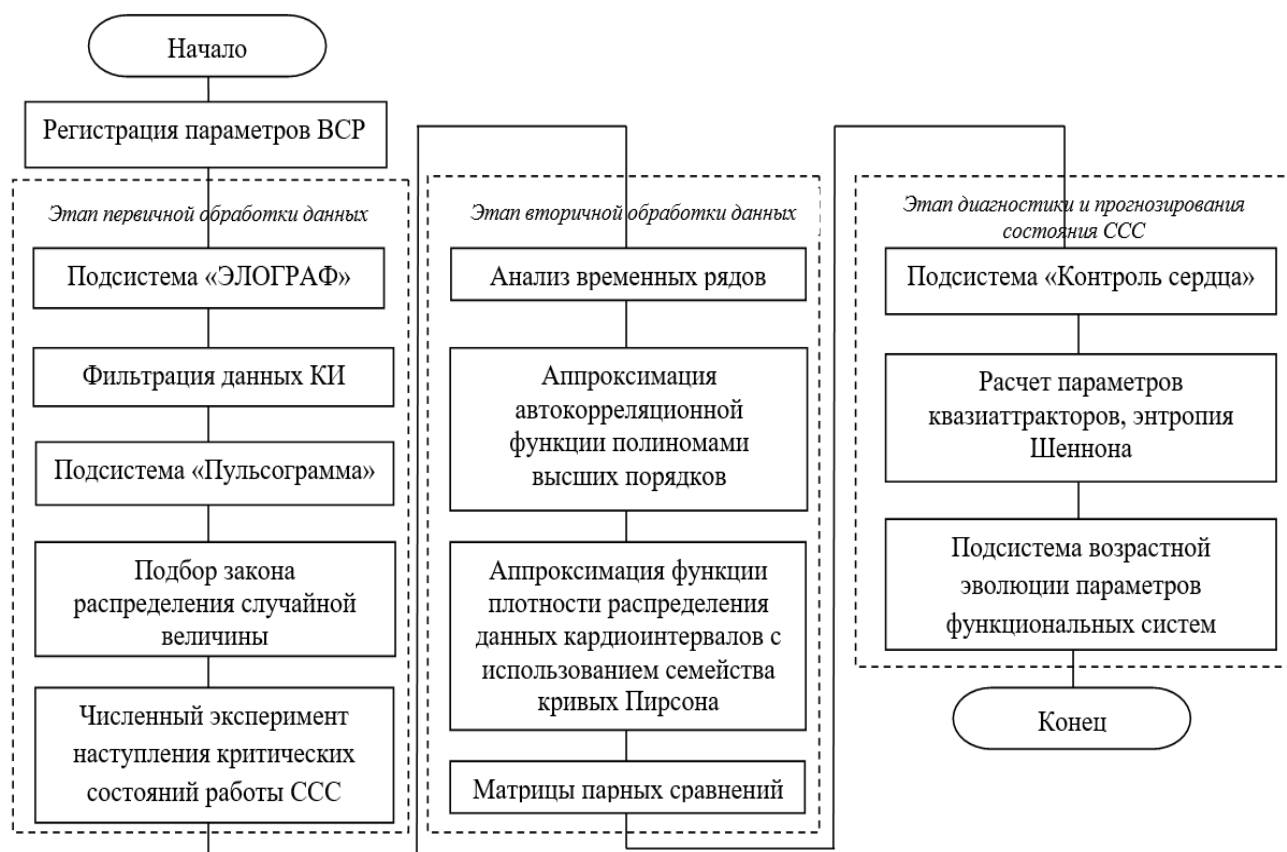 Начало
Регистрация параметров ВСР
Этап первичной обработки данных
Подсистема «ЭЛОГРАФ»
Фильтрация данных КИ
Подсистема «Пульсограмма»
Подбор закона
распределения случайной
величины
Численный эксперимент
наступления критических
состояний работы ССС
Этап вторичной обработки данных
Анализ временных рядов
Аппроксимация
автокорреляционной
функции полиномами
высших порядков
Аппроксимация функции
плотности распределения
данных кардиоинтервалов с
использованием семейства
кривых Пирсона
Матрицы парных сравнений
Этап диагностики и прогнозирования
состояния ССС
Подсистема «Контроль сердца»
Расчет параметров
квазиаттракторов, энтропия
Шеннона
Подсистема возрастной
эволюции параметров
функциональных систем
Конец